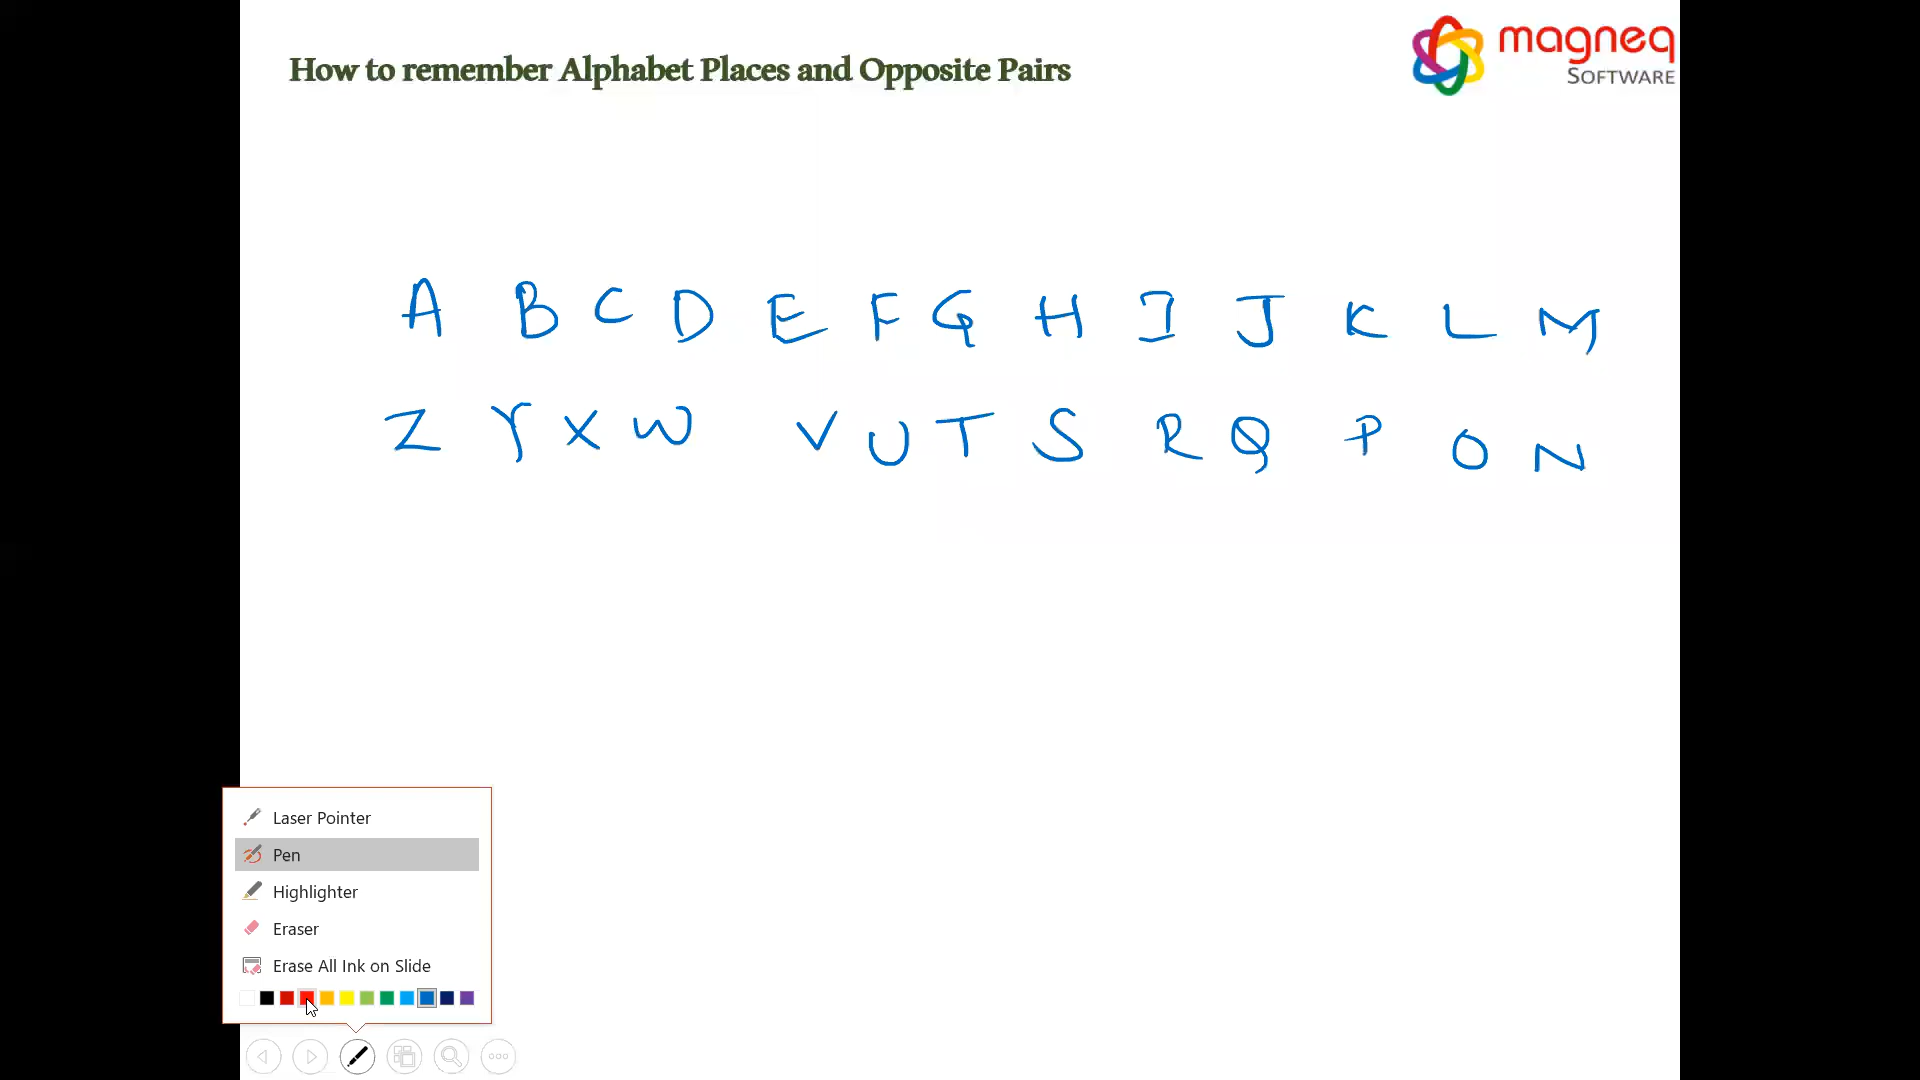 How to remember Alphabet Places and Opposite Pairs
magneq
SOFTWARE
A B C D E F G H I J K L M
Z Y X W V U T S R Q P O N
Laser Pointer
Pen
Highlighter
Eraser
Erase All Ink on Slide